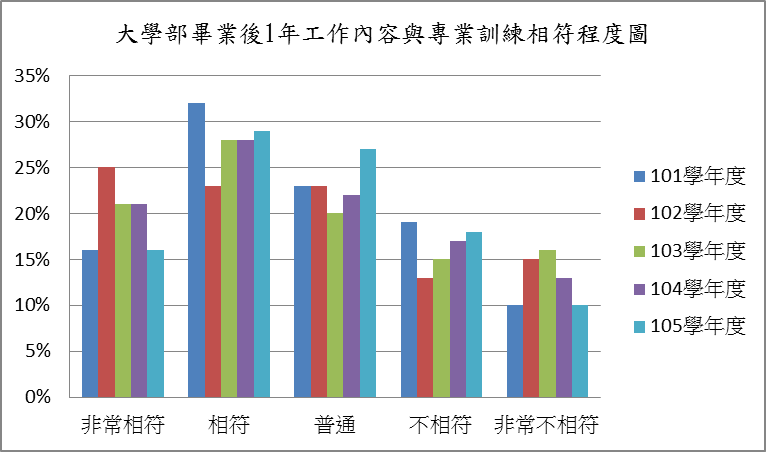 大學部畢業後1年工作內容與專業訓練相符程度圖
35%
30%
25%
20%
15%
10%
5%
0%
非常相符 相符 普通 不相符 非常不相符
101學年度
102學年度
103學年度
104學年度
105學年度